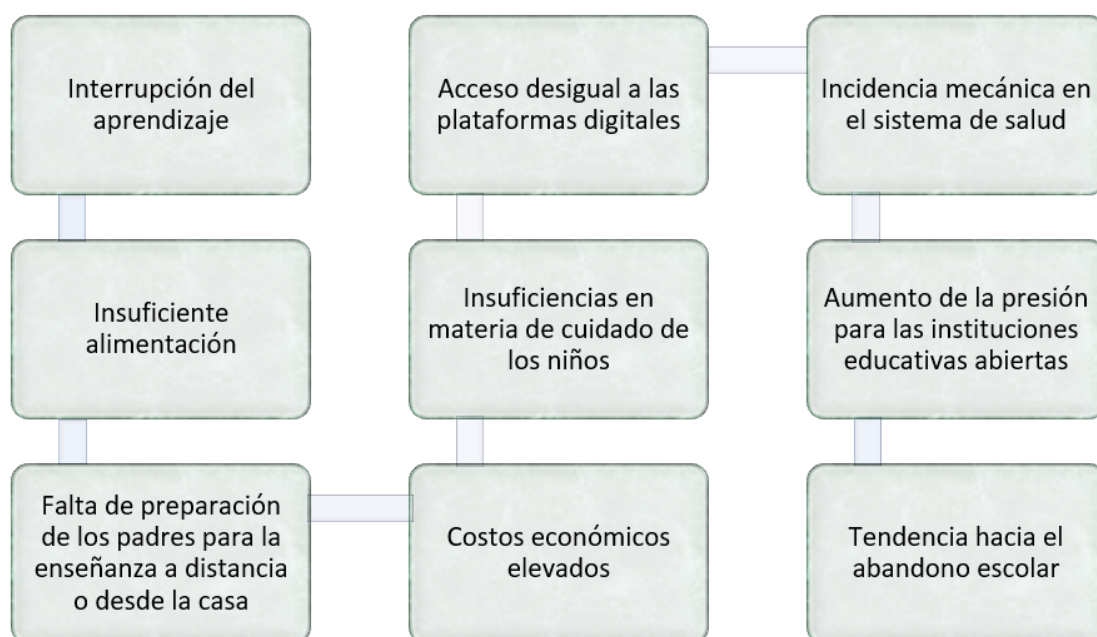 Interrupción del
aprendizaje
Insuficiente
alimentación
Falta de preparación
de los padres para la
enseñanza a distancia
o desde la casa
Costos económicos
elevados
Insuficiencias en
materia de cuidado de
los niños
Acceso desigual a las
plataformas digitales
Incidencia mecánica en
el sistema de salud
Aumento de la presión
para las instituciones
educativas abiertas
Tendencia hacia el
abandono escolar